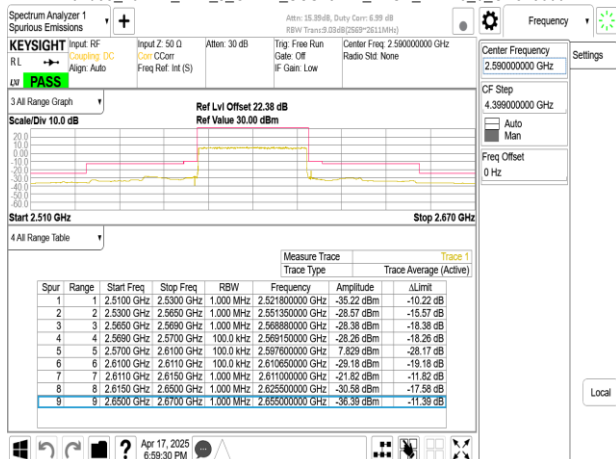 Spectrum Analyzer 1
Spurious Emissions
Attn: 15.39dB, Duty Corr: 6.99 dB
RBW Trans:9.03dB(2569~2611MHz)
Frequency
Settings
KEYSIGHT
Input: RF
Coupling: DC
Align: Auto
Input Z: 50 Ω
Corr CCorr
Freq Ref: Int (S)
Atten: 30 dB
Trig: Free Run
Gate: Off
IF Gain: Low
Center Freq: 2.590000000 GHz
Radio Std: None
RL
PASS
Center Frequency
2.590000000 GHz
CF Step
4.399000000 GHz
Auto
Man
Freq Offset
0 Hz
3 All Range Graph
Scale/Div 10.0 dB
Ref Lvl Offset 22.38 dB
Ref Value 30.00 dBm
20.0
10.0
0.00
-10.0
-20.0
-30.0
-40.0
-50.0
-60.0
Start 2.510 GHz
Stop 2.670 GHz
4 All Range Table
Measure Trace Trace 1
Trace Type Trace Average (Active)
Spur Range Start Freq Stop Freq RBW Frequency Amplitude ΔLimit
1 1 2.5100 GHz 2.5300 GHz 1.000 MHz 2.521800000 GHz -35.22 dBm -10.22 dB
2 2 2.5300 GHz 2.5650 GHz 1.000 MHz 2.551350000 GHz -28.57 dBm -15.57 dB
3 3 2.5650 GHz 2.5690 GHz 1.000 MHz 2.568880000 GHz -28.38 dBm -18.38 dB
4 4 2.5690 GHz 2.5700 GHz 100.0 kHz 2.569150000 GHz -28.26 dBm -18.26 dB
5 5 2.5700 GHz 2.6100 GHz 100.0 kHz 2.597600000 GHz 7.829 dBm -28.17 dB
6 6 2.6100 GHz 2.6110 GHz 100.0 kHz 2.610650000 GHz -29.18 dBm -19.18 dB
7 7 2.6110 GHz 2.6150 GHz 1.000 MHz 2.611000000 GHz -21.82 dBm -11.82 dB
8 8 2.6150 GHz 2.6500 GHz 1.000 MHz 2.625500000 GHz -30.58 dBm -17.58 dB
9 9 2.6500 GHz 2.6700 GHz 1.000 MHz 2.655000000 GHz -36.39 dBm -11.39 dB
Local
Apr 17, 2025
6:59:30 PM